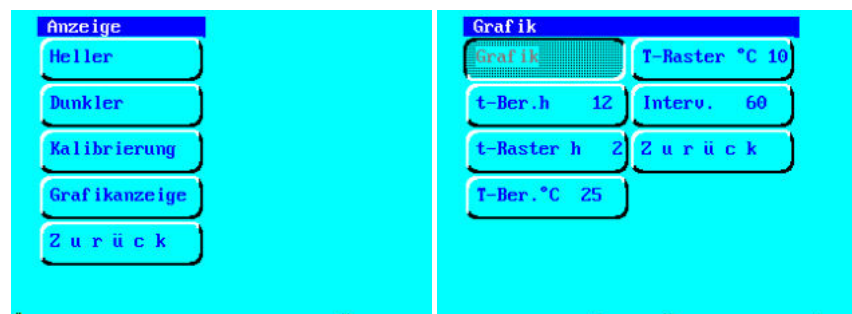 Anzeige
Heller
Dunkler
Kalibrierung
Grafikanzeige
Z u r ü c k
Grafik
Grafik
T-Raster °C 10
t-Ber.h 12
Interv. 60
t-Raster h 2
Z u r ü c k
T-Ber.°C 25